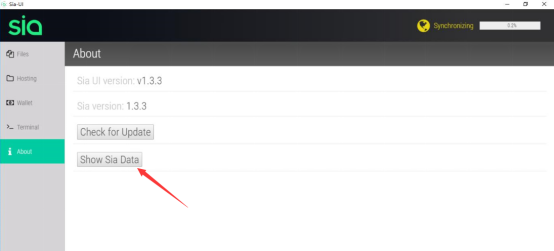 Sia-UI
sia
Synchronizing
0.0%
Files
Hosting
Wallet
Terminal
About
About
Sia UI version: v1.3.3
Sia version: 1.3.3
Check for Update
Show Sia Data